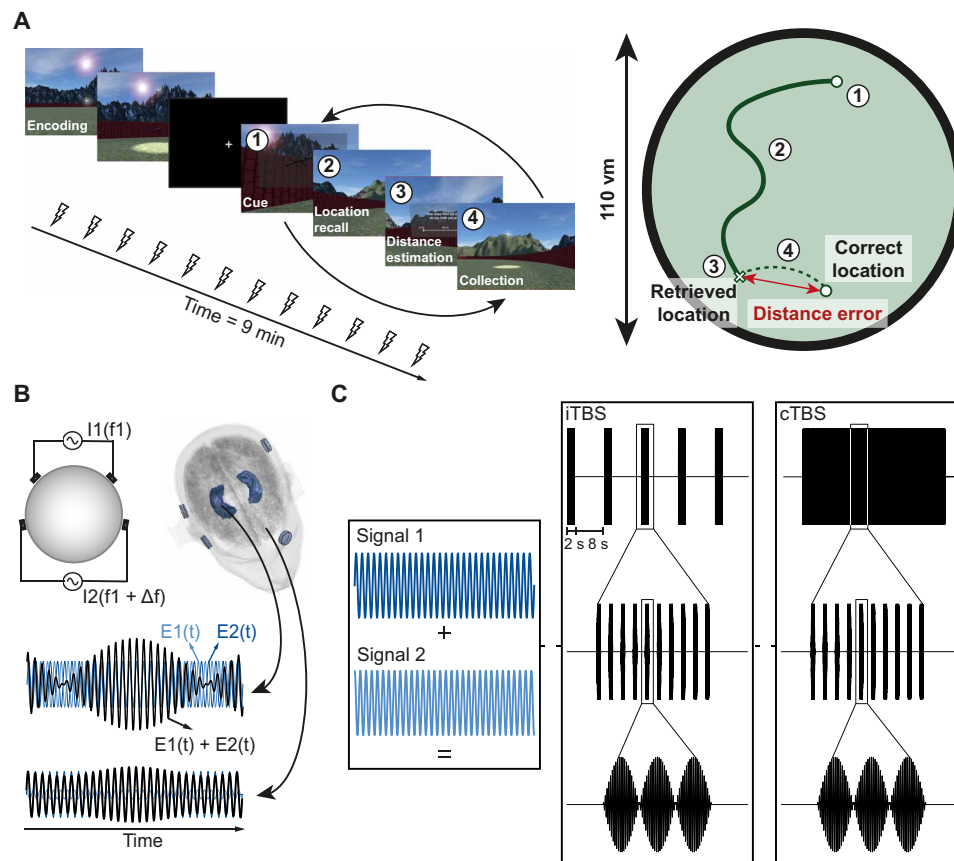 A
Encoding
+
1
Cue
2
Location
recall
3
Distance
estimation
4
Collection
Time = 9 min
110 vm
1
2
3
4
Correct
location
Retrieved
location
Distance error
B
I1(f1)
I2(f1 + Δf)
E1(t)
E2(t)
E1(t) + E2(t)
Time
C
Signal 1
+
Signal 2
=
iTBS
2 s 8 s
cTBS